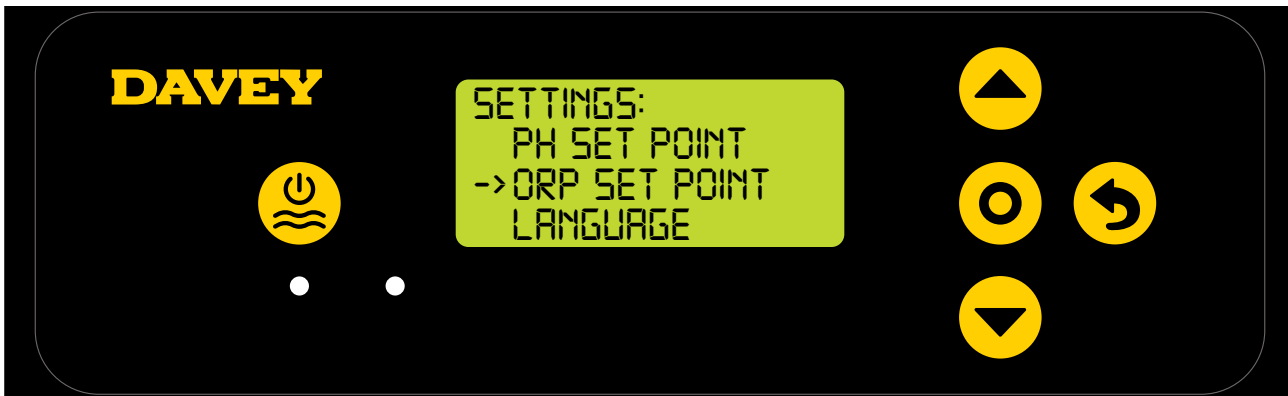 DAVEY
SETTINGS:
PH SET POINT
->ORP SET POINT
LANGUAGE